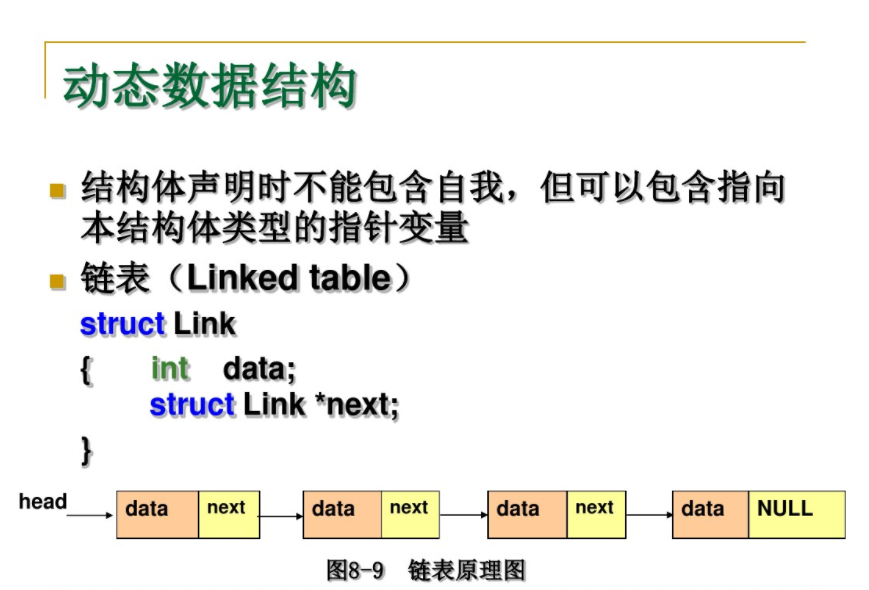 动态数据结构
结构体声明时不能包含自我，但可以包含指向
本结构体类型的指针变量
链表（Linked table）
struct Link
{ int data;
struct Link *next;
}
head data next data next data next data NULL
图8-9 链表原理图